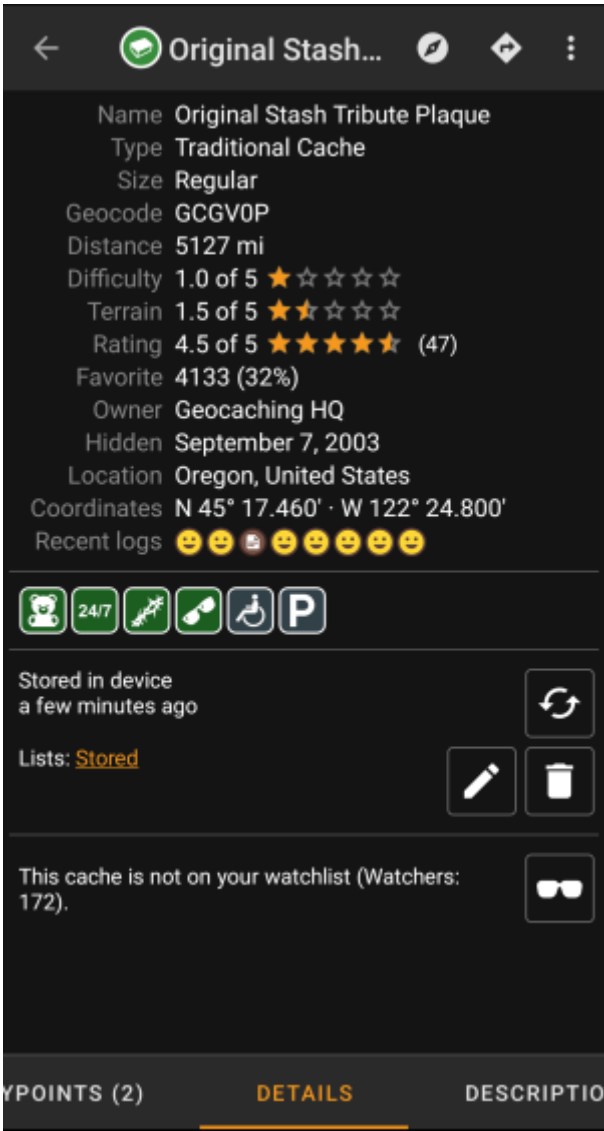 Original Stash...
Name Original Stash Tribute Plaque
Type Traditional Cache
Size Regular
Geocode GCGV0P
Distance 5127 mi
Difficulty 1.0 of 5
Terrain 1.5 of 5
Rating 4.5 of 5 (47)
Favorite 4133 (32%)
Owner Geocaching HQ
Hidden September 7, 2003
Location Oregon, United States
Coordinates N 45° 17.460' · W 122° 24.800'
Recent logs
24/7 P
Stored in device
a few minutes ago
Lists: Stored
This cache is not on your watchlist (Watchers:
172).
YPOINTS (2) DETAILS DESCRIPTIO